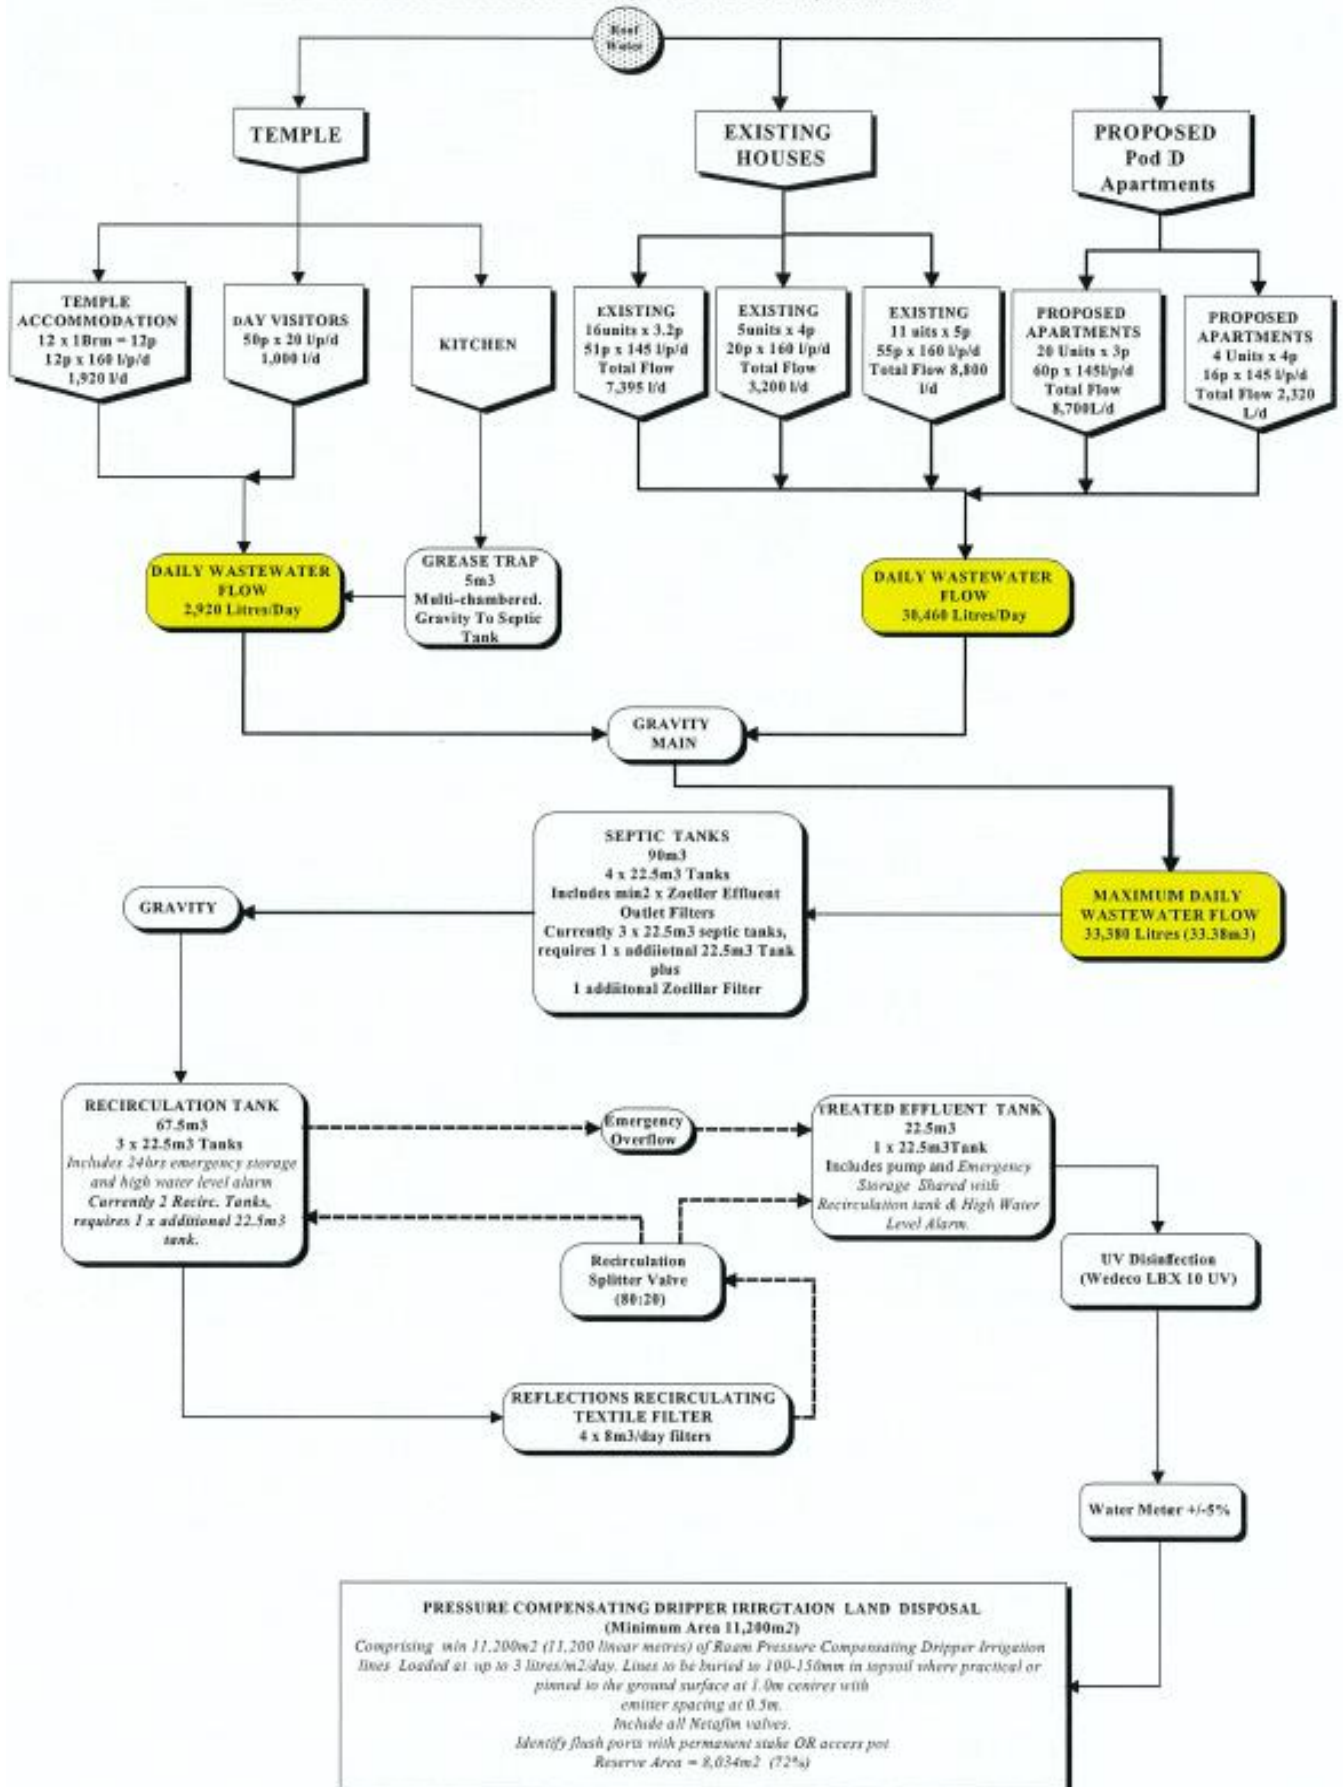 Roof
Water
TEMPLE
EXISTING
HOUSES
PROPOSED
Pod D
Apartments
TEMPLE
ACCOMMODATION
12 x 1Brm = 12p
12p x 160 l/p/d
1,920 l/d
DAY VISITORS
50p x 20 l/p/d
1,000 l/d
KITCHEN
EXISTING
16units x 3.2p
51p x 145 l/p/d
Total Flow
7,395 l/d
EXISTING
5units x 4p
20p x 160 l/p/d
Total Flow
3,200 l/d
EXISTING
11 uits x 5p
55p x 160 l/p/d
Total Flow 8,800
l/d
PROPOSED
APARTMENTS
20 Units x 3p
60p x 145l/p/d
Total Flow
8,700L/d
PROPOSED
APARTMENTS
4 Units x 4p
16p x 145 l/p/d
Total Flow 2,320
L/d
DAILY WASTEWATER
FLOW
2,920 Litres/Day
GREASE TRAP
5m3
Multi-chambered.
Gravity To Septic
Tank
DAILY WASTEWATER
FLOW
30,460 Litres/Day
GRAVITY
MAIN
SEPTIC TANKS
90m3
4 x 22.5m3 Tanks
Includes min2 x Zoeller Effluent
Outlet Filters
Currently 3 x 22.5m3 septic tanks,
requires 1 x addiiotnal 22.5m3 Tank
plus
1 addiitonal Zoelllar Filter
GRAVITY
MAXIMUM DAILY
WASTEWATER FLOW
33,380 Litres (33.38m3)
RECIRCULATION TANK
67.5m3
3 x 22.5m3 Tanks
Includes 24hrs emergency storage
and high water level alarm
Currently 2 Recirc. Tanks,
requires 1 x additional 22.5m3
tank.
Emergency
Overflow
TREATED EFFLUENT TANK
22.5m3
1 x 22.5m3Tank
Includes pump and Emergency
Storage Shared with
Recirculation tank & High Water
Level Alarm.
Recirculation
Splitter Valve
(80:20)
UV Disinfection
(Wedeco LBX 10 UV)
REFLECTIONS RECIRCULATING
TEXTILE FILTER
4 x 8m3/day filters
Water Meter +/-5%
PRESSURE COMPENSATING DRIPPER IRIRGTAION LAND DISPOSAL
(Minimum Area 11,200m2)
Comprising min 11,200m2 (11,200 linear metres) of Raam Pressure Compensating Dripper Irrigation
lines Loaded at up to 3 litres/m2/day. Lines to be buried to 100-150mm in topsoil where practical or
pinned to the ground surface at 1.0m centres with
emitter spacing at 0.5m.
Include all Netafim valves.
Identify flush ports with permanent stake OR access pot
Reserve Area = 8,034m2 (72%)